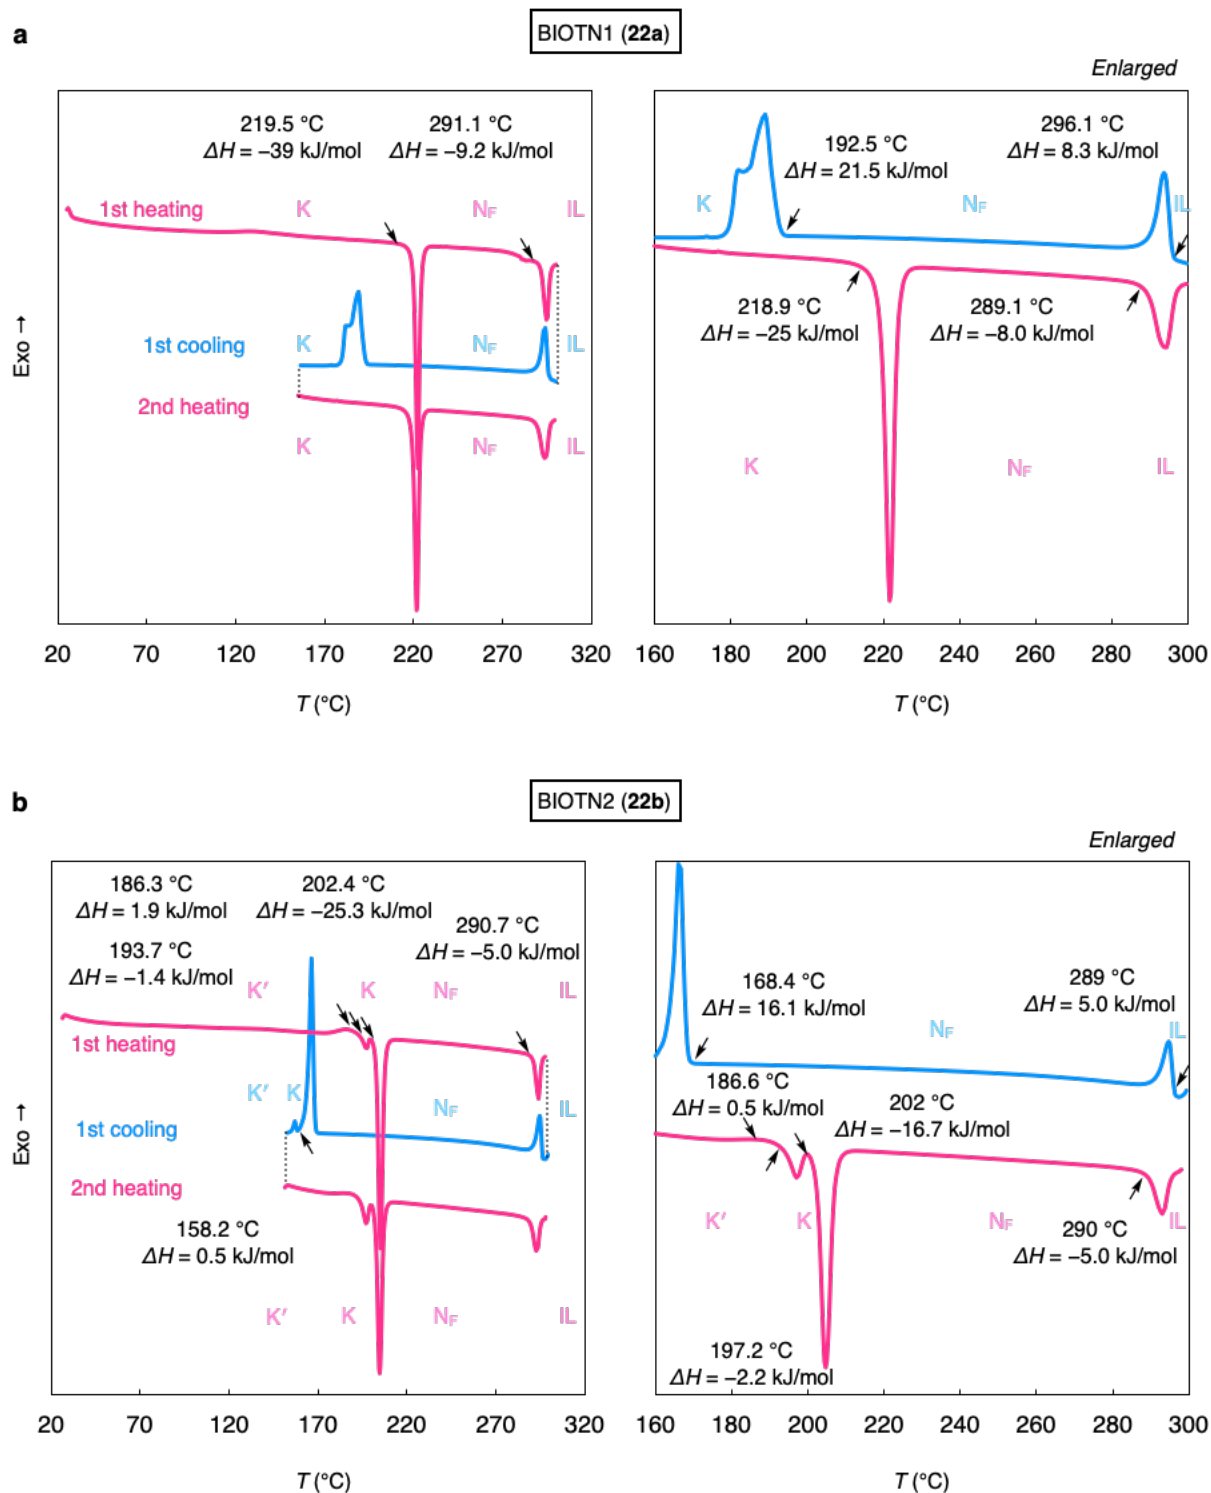 a
BIOTN1 (22a)
Enlarged
219.5 °C
ΔH = −39 kJ/mol
291.1 °C
ΔH = −9.2 kJ/mol
1st heating
K
NF
IL
1st cooling
K
NF
IL
2nd heating
K
NF
IL
Exo →
20 70 120 170 220 270 320
T (°C)
192.5 °C
ΔH = 21.5 kJ/mol
296.1 °C
ΔH = 8.3 kJ/mol
K
NF
IL
218.9 °C
ΔH = −25 kJ/mol
289.1 °C
ΔH = −8.0 kJ/mol
K
NF
IL
160 180 200 220 240 260 280 300
T (°C)
b
BIOTN2 (22b)
Enlarged
186.3 °C
ΔH = 1.9 kJ/mol
202.4 °C
ΔH = −25.3 kJ/mol
193.7 °C
ΔH = −1.4 kJ/mol
290.7 °C
ΔH = −5.0 kJ/mol
K′
K
NF
IL
1st heating
K′
K
NF
IL
1st cooling
2nd heating
158.2 °C
ΔH = 0.5 kJ/mol
K′
K
NF
IL
Exo →
20 70 120 170 220 270 320
T (°C)
168.4 °C
ΔH = 16.1 kJ/mol
289 °C
ΔH = 5.0 kJ/mol
NF
IL
186.6 °C
ΔH = 0.5 kJ/mol
202 °C
ΔH = −16.7 kJ/mol
K′
K
NF
IL
290 °C
ΔH = −5.0 kJ/mol
197.2 °C
ΔH = −2.2 kJ/mol
160 180 200 220 240 260 280 300
T (°C)